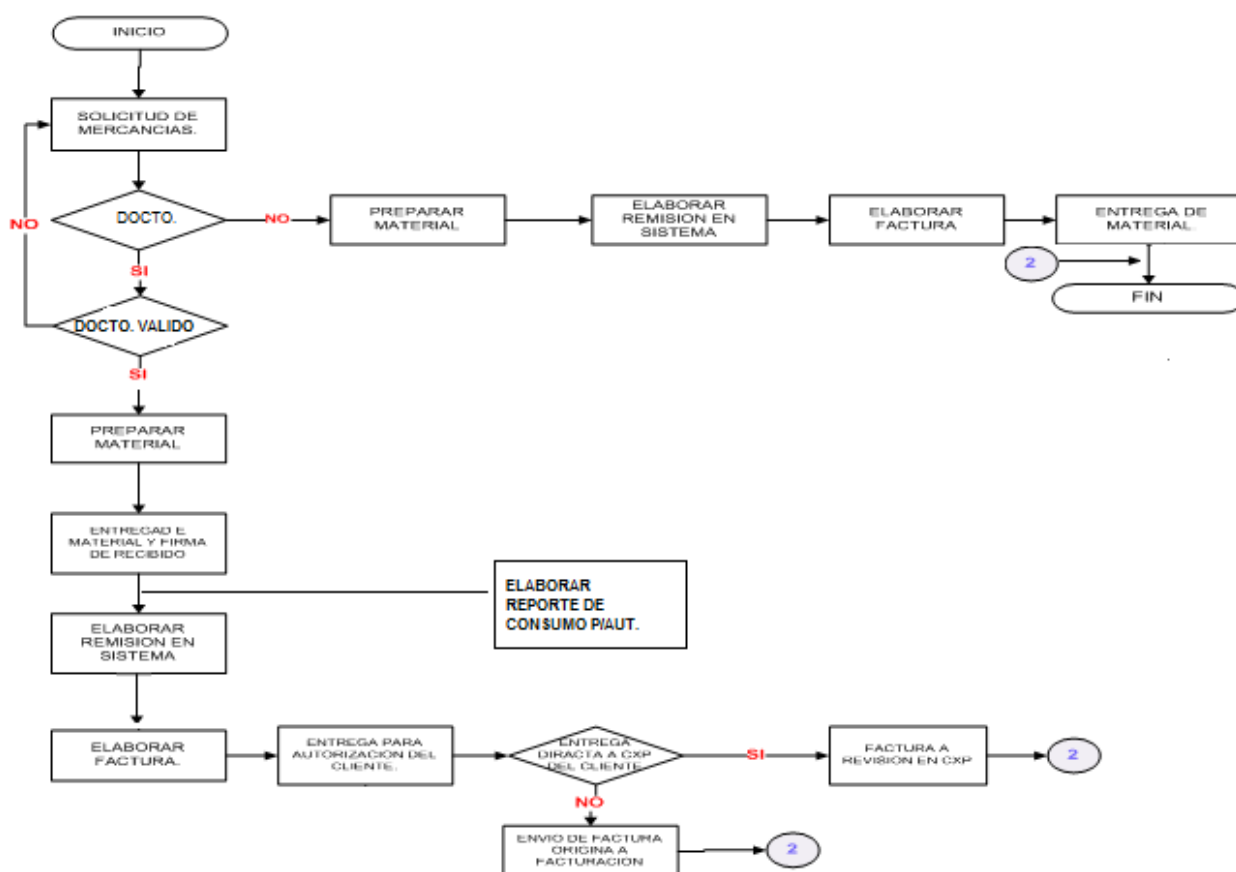 INICIO
SOLICITUD DE
MERCANCIAS.
NO
DOCTO.
NO
PREPARAR
MATERIAL
ELABORAR
REMISION EN
SISTEMA
ELABORAR
FACTURA
ENTREGA DE
MATERIAL.
2
FIN
SI
DOCTO. VALIDO
SI
PREPARAR
MATERIAL
ENTREGAD E
MATERIAL Y FIRMA
DE RECIBIDO
ELABORAR
REPORTE DE
CONSUMO P/AUT.
ELABORAR
REMISION EN
SISTEMA
ELABORAR
FACTURA.
ENTREGA PARA
AUTORIZACION DEL
CLIENTE.
ENTREGA
DIRACTA A CXP
DEL CLIENTE
SI
FACTURA A
REVISION EN CXP
2
NO
ENVIO DE FACTURA
ORIGINA A
FACTURACION
2